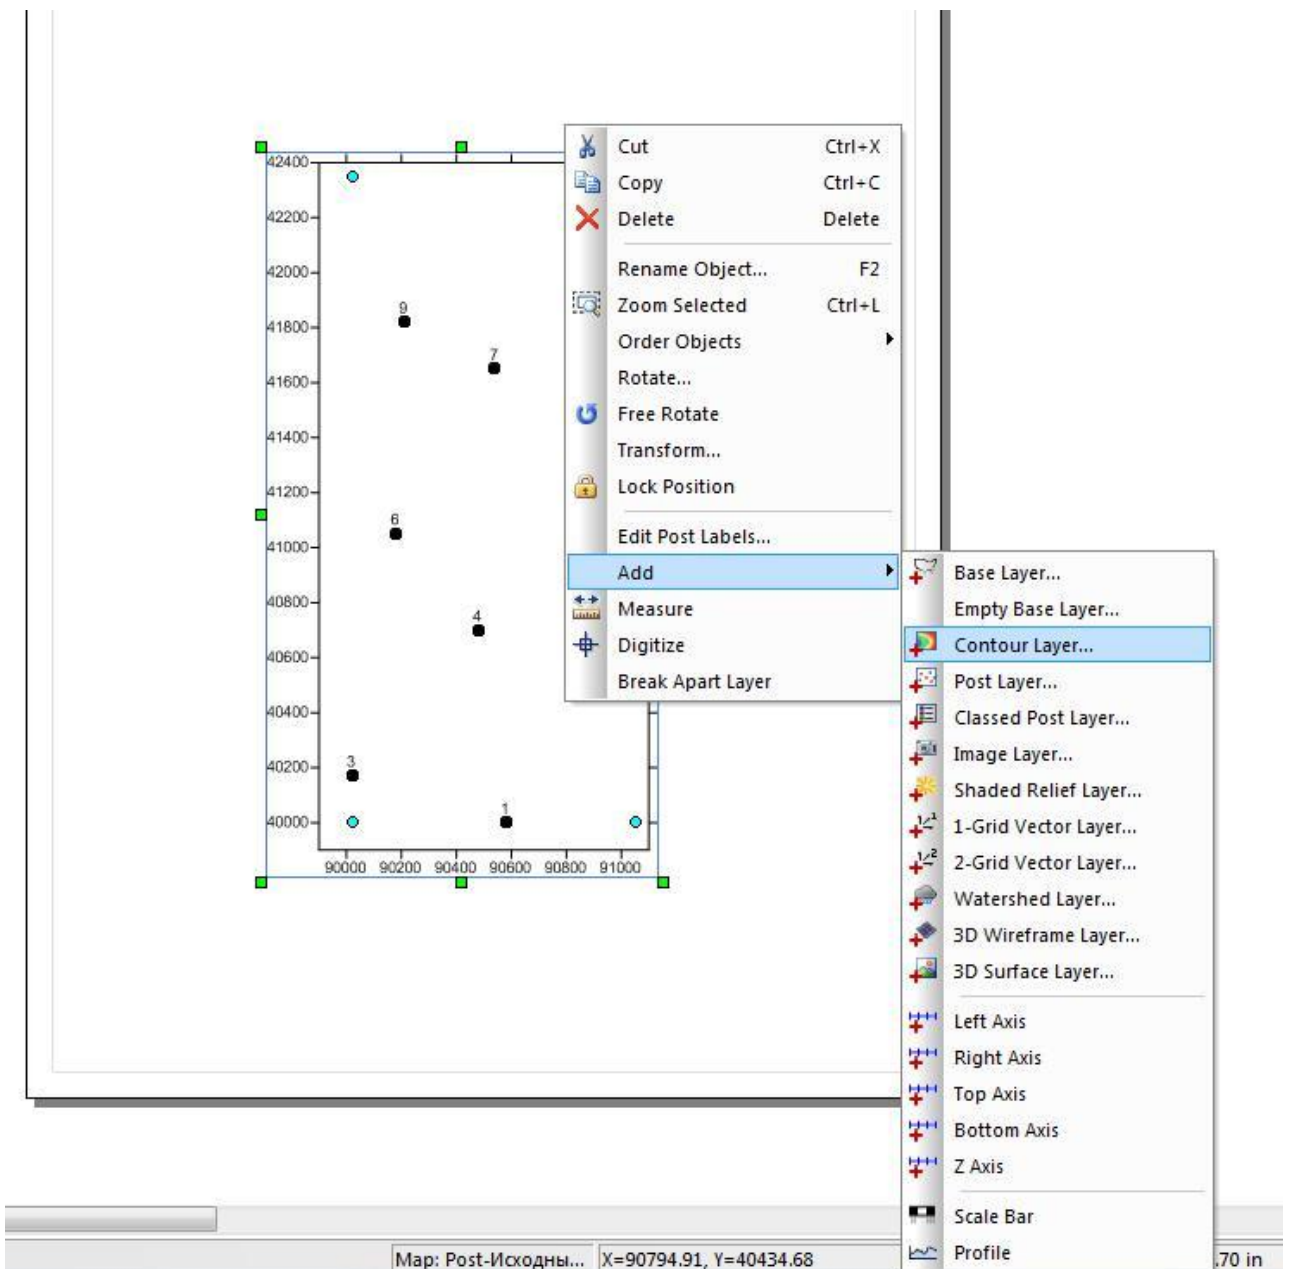 Cut Ctrl+X
42400
Copy Ctrl+C
42200
Delete Delete
42000
Rename Object... F2
9
Zoom Selected Ctrl+L
41800
Order Objects
7
41600
Rotate...
Free Rotate
41400
Transform...
41200
Lock Position
6
Edit Post Labels...
41000
Add Base Layer...
40800
Measure Empty Base Layer...
4
Digitize Contour Layer...
40600
Break Apart Layer Post Layer...
40400
Classed Post Layer...
Image Layer...
40200
3
Shaded Relief Layer...
1
40000
1-Grid Vector Layer...
90000 90200 90400 90600 90800 91000
2-Grid Vector Layer...
Watershed Layer...
3D Wireframe Layer...
3D Surface Layer...
Left Axis
Right Axis
Top Axis
Bottom Axis
Z Axis
Scale Bar
Profile
Map: Post-Исходны... X=90794.91, Y=40434.68 .70 in